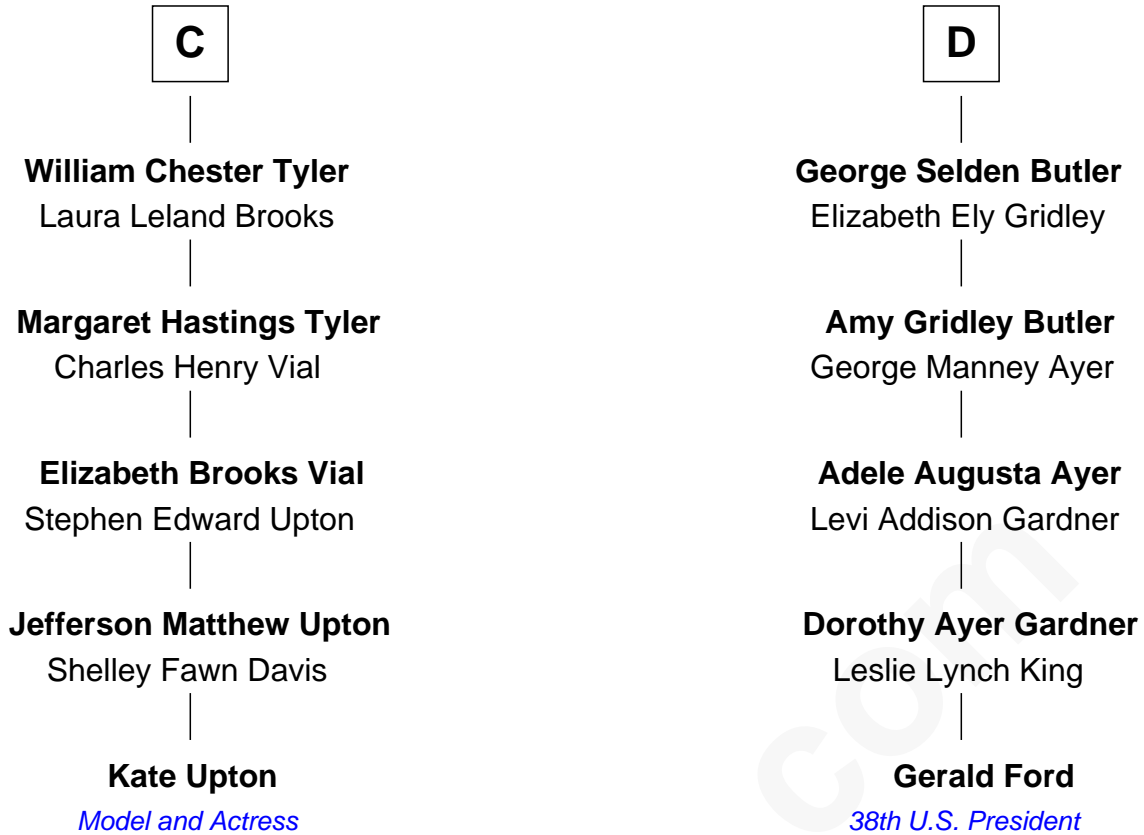 C
William Chester Tyler
Laura Leland Brooks
Margaret Hastings Tyler
Charles Henry Vial
Elizabeth Brooks Vial
Stephen Edward Upton
Jefferson Matthew Upton
Shelley Fawn Davis
Kate Upton
Model and Actress
D
George Selden Butler
Elizabeth Ely Gridley
Amy Gridley Butler
George Manney Ayer
Adele Augusta Ayer
Levi Addison Gardner
Dorothy Ayer Gardner
Leslie Lynch King
Gerald Ford
38th U.S. President
com